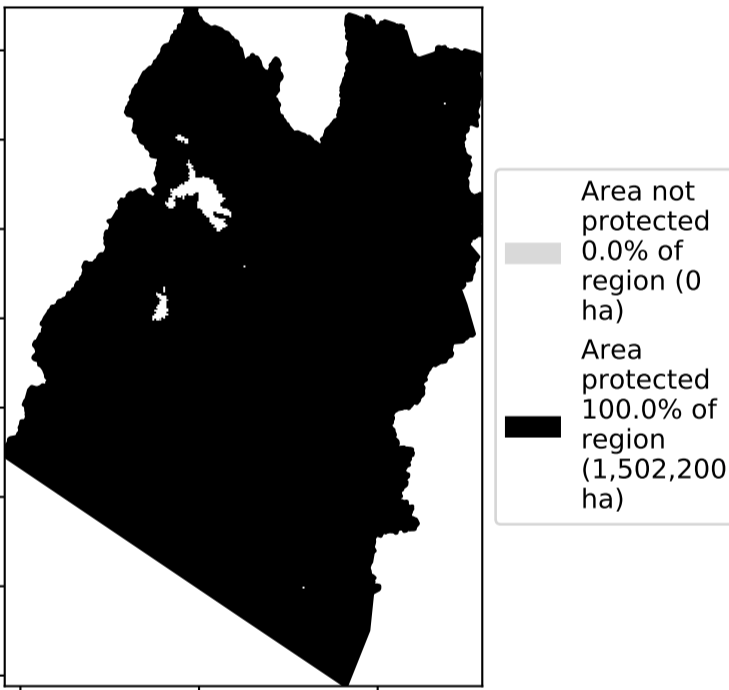 Area not
protected
0.0% of
region (0
ha)
Area
protected
100.0% of
region
(1,502,200
ha)